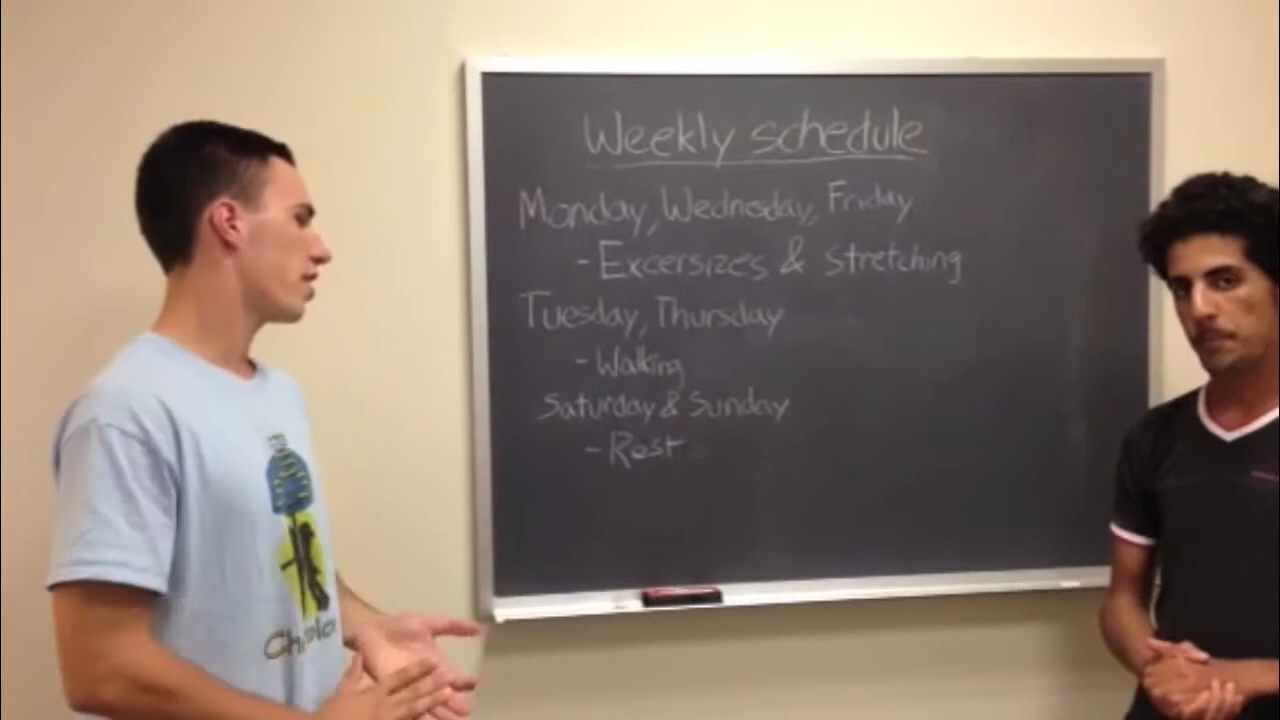 Weekly schedule
Monday, Wednesday, Friday
- Excersizes & Stretching
Tuesday, Thursday
- Walking
Saturday & Sunday
- Rest